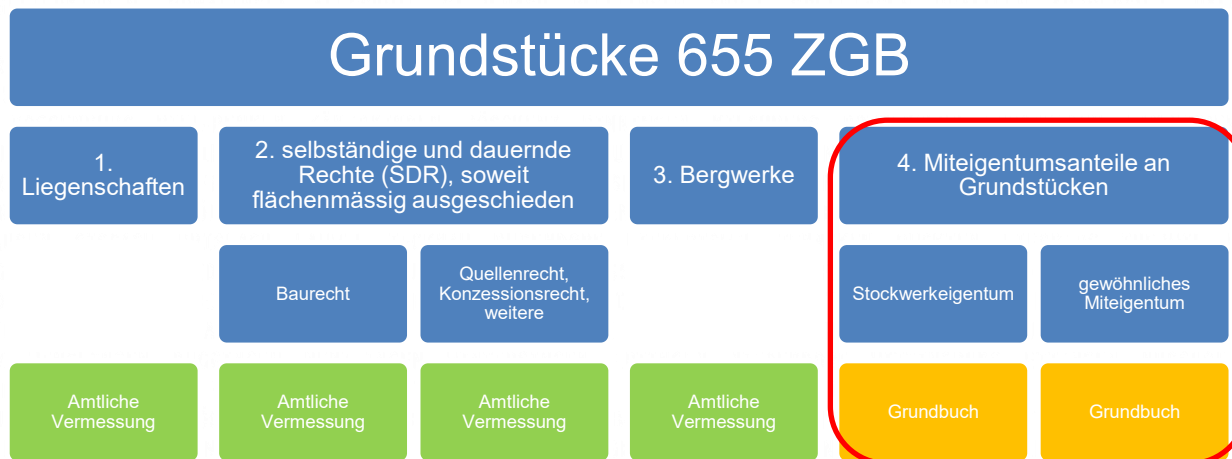 Grundstücke 655 ZGB
1.
Liegenschaften
2. selbständige und dauernde
Rechte (SDR), soweit
flächenmässig ausgeschieden
3. Bergwerke
4. Miteigentumsanteile an
Grundstücken
Baurecht
Quellenrecht,
Konzessionsrecht,
weitere
Stockwerkeigentum
gewöhnliches
Miteigentum
Amtliche
Vermessung
Amtliche
Vermessung
Amtliche
Vermessung
Amtliche
Vermessung
Grundbuch
Grundbuch